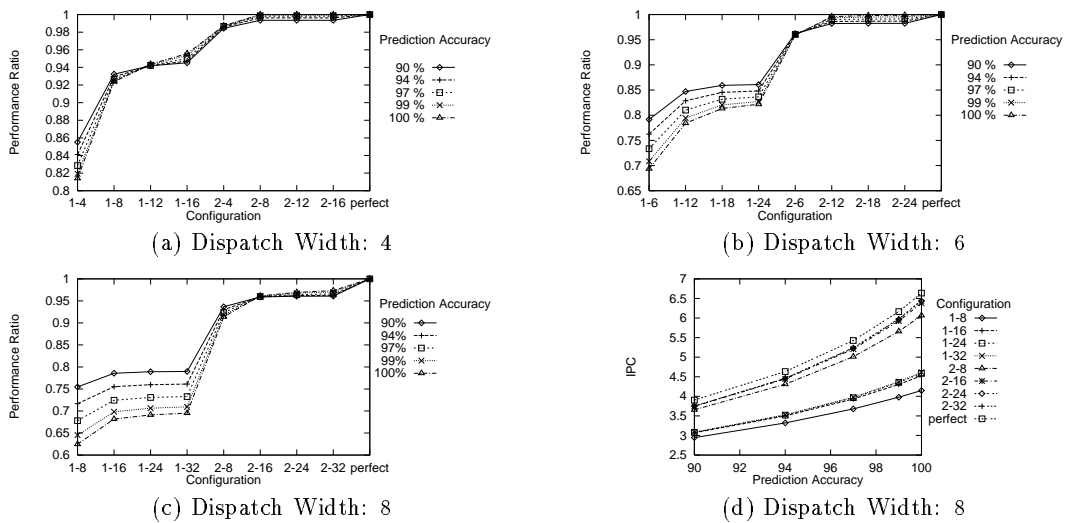 Performance Ratio
1
0.98
0.96
0.94
0.92
0.9
0.88
0.86
0.84
0.82
0.8
1-4 1-8 1-12 1-16 2-4 2-8 2-12 2-16 perfect
Configuration
Prediction Accuracy
90 %
94 %
97 %
99 %
100 %
(a) Dispatch Width: 4
Performance Ratio
1
0.95
0.9
0.85
0.8
0.75
0.7
0.65
1-6 1-12 1-18 1-24 2-6 2-12 2-18 2-24 perfect
Configuration
Prediction Accuracy
90 %
94 %
97 %
99 %
100 %
(b) Dispatch Width: 6
Performance Ratio
1
0.95
0.9
0.85
0.8
0.75
0.7
0.65
0.6
1-8 1-16 1-24 1-32 2-8 2-16 2-24 2-32 perfect
Configuration
Prediction Accuracy
90%
94%
97%
99%
100%
(c) Dispatch Width: 8
IPC
7
6.5
6
5.5
5
4.5
4
3.5
3
2.5
90 92 94 96 98 100
Prediction Accuracy
Configuration
1-8
1-16
1-24
1-32
2-8
2-16
2-24
2-32
perfect
(d) Dispatch Width: 8